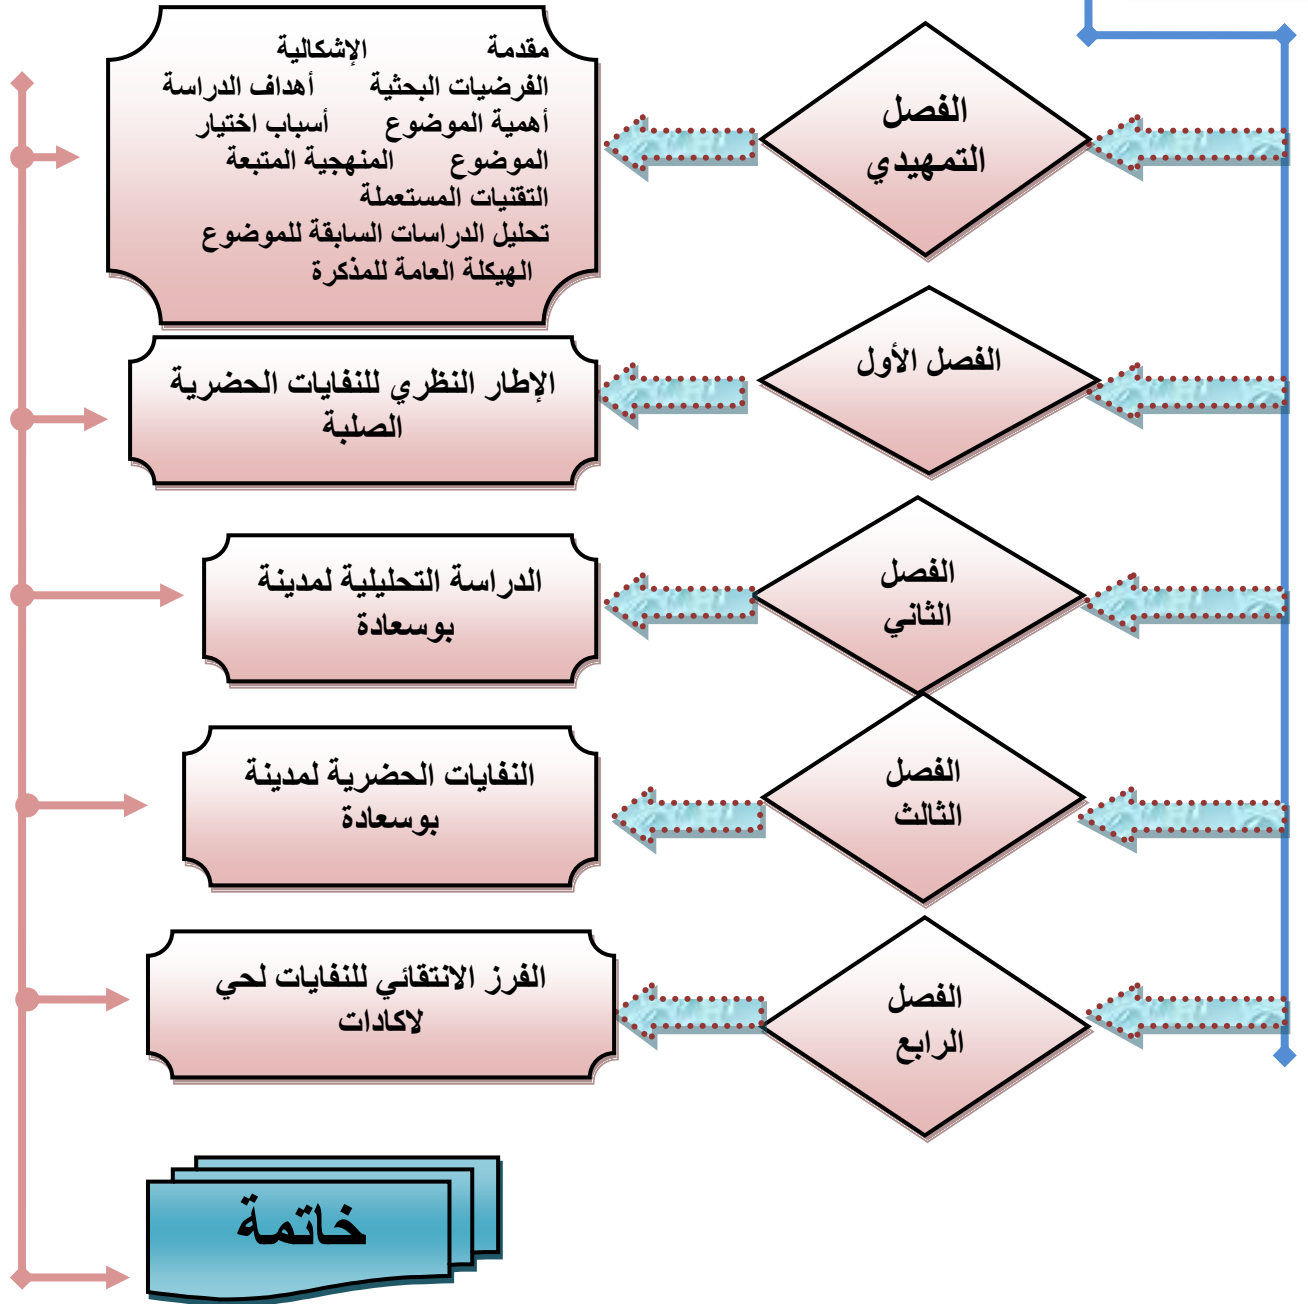 الفصل
التمهيدي
مقدمة الإشكالية
الفرضيات البحثية أهداف الدراسة
أهمية الموضوع أسباب اختيار
الموضوع المنهجية المتبعة
التقنيات المستعملة
تحليل الدراسات السابقة للموضوع
الهيكلة العامة للمذكرة
الفصل الأول
الإطار النظري للنفايات الحضرية
الصلبة
الفصل
الثاني
الدراسة التحليلية لمدينة
بوسعادة
الفصل
الثالث
النفايات الحضرية لمدينة
بوسعادة
الفصل
الرابع
الفرز الانتقائي للنفايات لحي
لاكادات
خاتمة